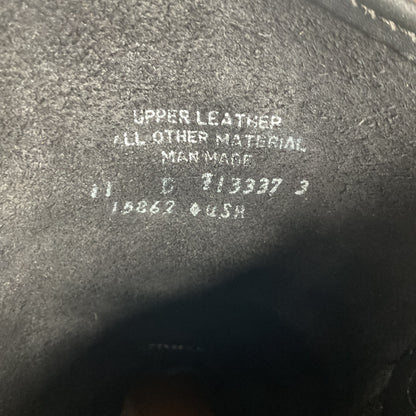 UPPER LEATHER
ALL OTHER MATERIAL
MAN MADE
11 D 713337 3
15862 ◆USA